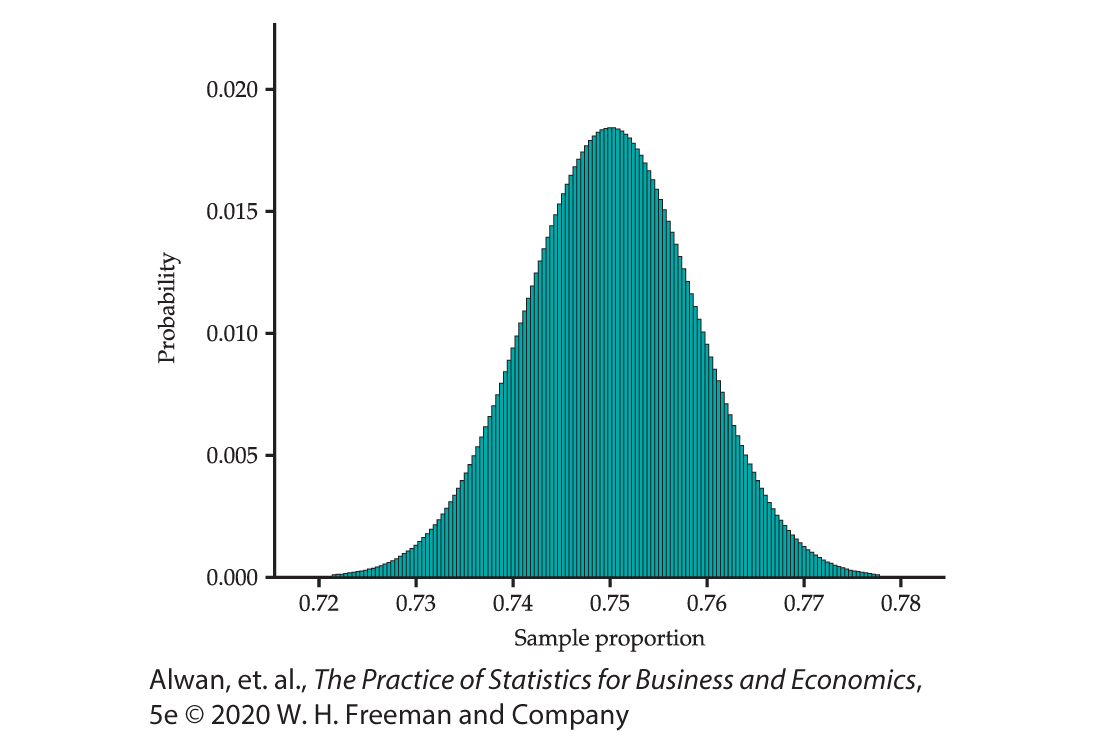 0.020
0.015
0.010
0.005
0.000
Probability
0.72 0.73 0.74 0.75 0.76 0.77 0.78
Sample proportion
Alwan, et. al., The Practice of Statistics for Business and Economics,
5e © 2020 W. H. Freeman and Company